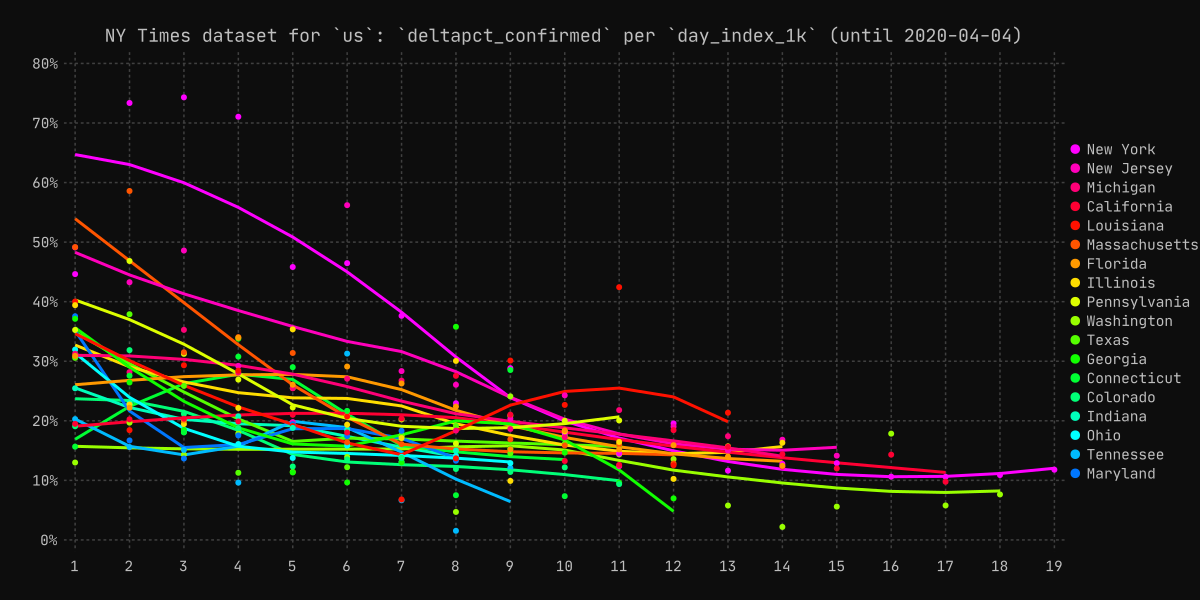 NY Times dataset for `us`: `deltapct_confirmed` per `day_index_1k` (until 2020-04-04)
80%
70%
60%
50%
40%
30%
20%
10%
0%
1 2 3 4 5 6 7 8 9 10 11 12 13 14 15 16 17 18 19
New York
New Jersey
Michigan
California
Louisiana
Massachusetts
Florida
Illinois
Pennsylvania
Washington
Texas
Georgia
Connecticut
Colorado
Indiana
Ohio
Tennessee
Maryland